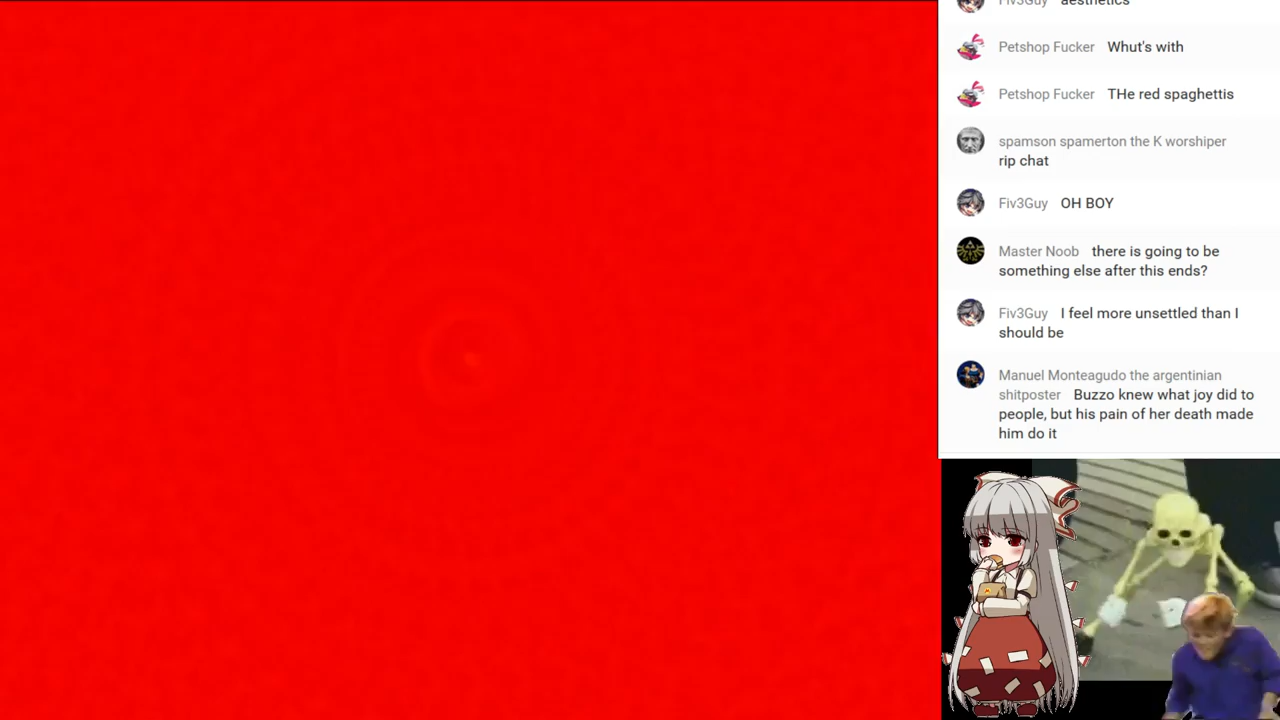 Fiv3Guy aesthetics
Petshop Fucker Whut's with
Petshop Fucker THe red spaghettis
spamson spamerton the K worshiper
rip chat
Fiv3Guy OH BOY
Master Noob there is going to be
something else after this ends?
Fiv3Guy I feel more unsettled than I
should be
Manuel Monteagudo the argentinian
shitposter Buzzo knew what joy did to
people, but his pain of her death made
him do it